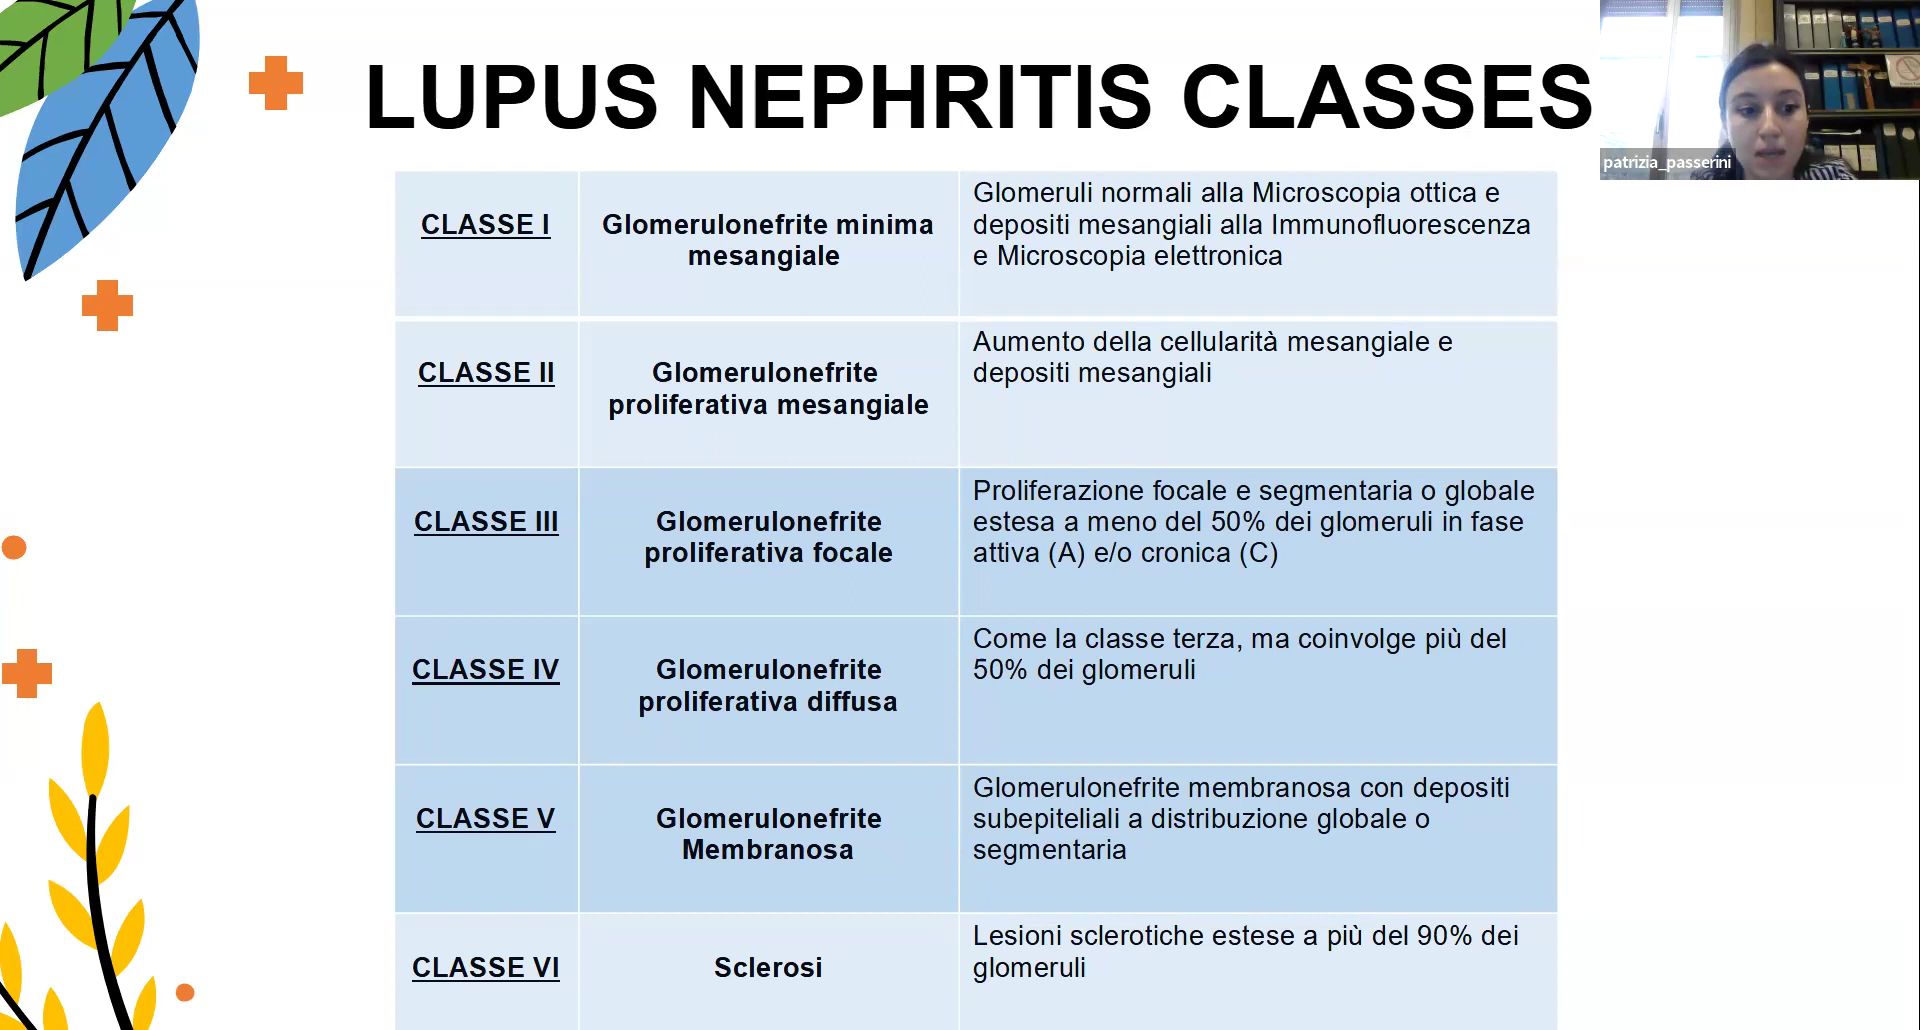 LUPUS NEPHRITIS CLASSES
patrizia_passerini
CLASSE I
Glomerulonefrite minima
mesangiale
Glomeruli normali alla Microscopia ottica e
depositi mesangiali alla Immunofluorescenza
e Microscopia elettronica
CLASSE II
Glomerulonefrite
proliferativa mesangiale
Aumento della cellularità mesangiale e
depositi mesangiali
CLASSE III
Glomerulonefrite
proliferativa focale
Proliferazione focale e segmentaria o globale
estesa a meno del 50% dei glomeruli in fase
attiva (A) e/o cronica (C)
CLASSE IV
Glomerulonefrite
proliferativa diffusa
Come la classe terza, ma coinvolge più del
50% dei glomeruli
CLASSE V
Glomerulonefrite
Membranosa
Glomerulonefrite membranosa con depositi
subepiteliali a distribuzione globale o
segmentaria
CLASSE VI
Sclerosi
Lesioni sclerotiche estese a più del 90% dei
glomeruli